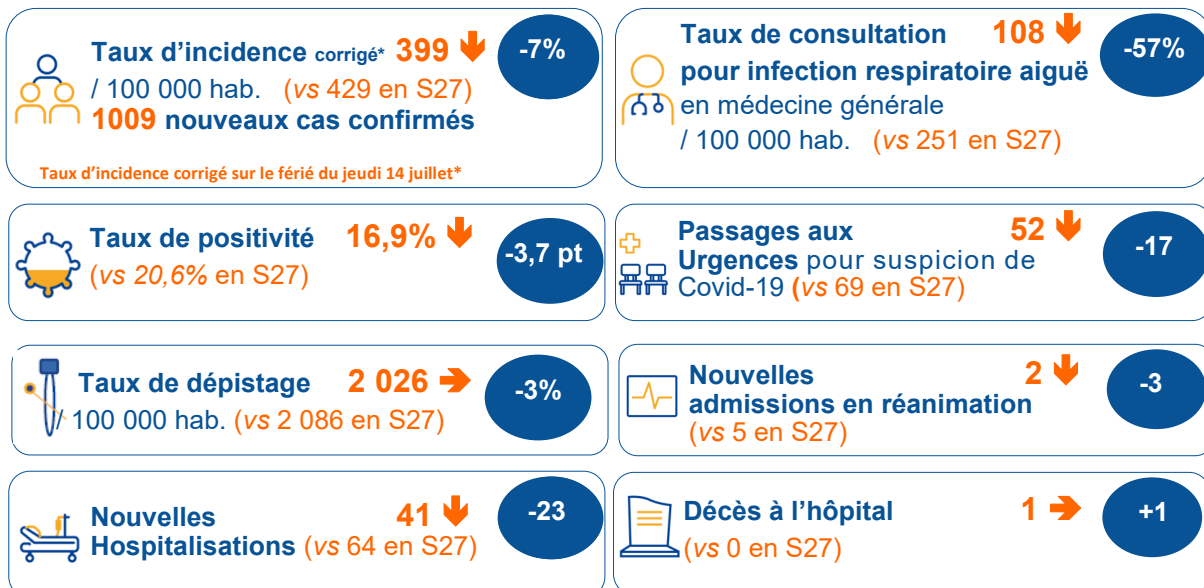 Taux d’incidence corrigé* 399
/ 100 000 hab. (vs 429 en S27)
1009 nouveaux cas confirmés
Taux d’incidence corrigé sur le férié du jeudi 14 juillet*
-7%
Taux de consultation 108
pour infection respiratoire aiguë
en médecine générale
/ 100 000 hab. (vs 251 en S27)
-57%
Taux de positivité 16,9%
(vs 20,6% en S27)
-3,7 pt
Passages aux 52
Urgences pour suspicion de
Covid-19 (vs 69 en S27)
-17
Taux de dépistage 2 026
/ 100 000 hab. (vs 2 086 en S27)
-3%
Nouvelles 2
admissions en réanimation
(vs 5 en S27)
-3
Nouvelles 41
Hospitalisations (vs 64 en S27)
-23
Décès à l’hôpital 1
(vs 0 en S27)
+1